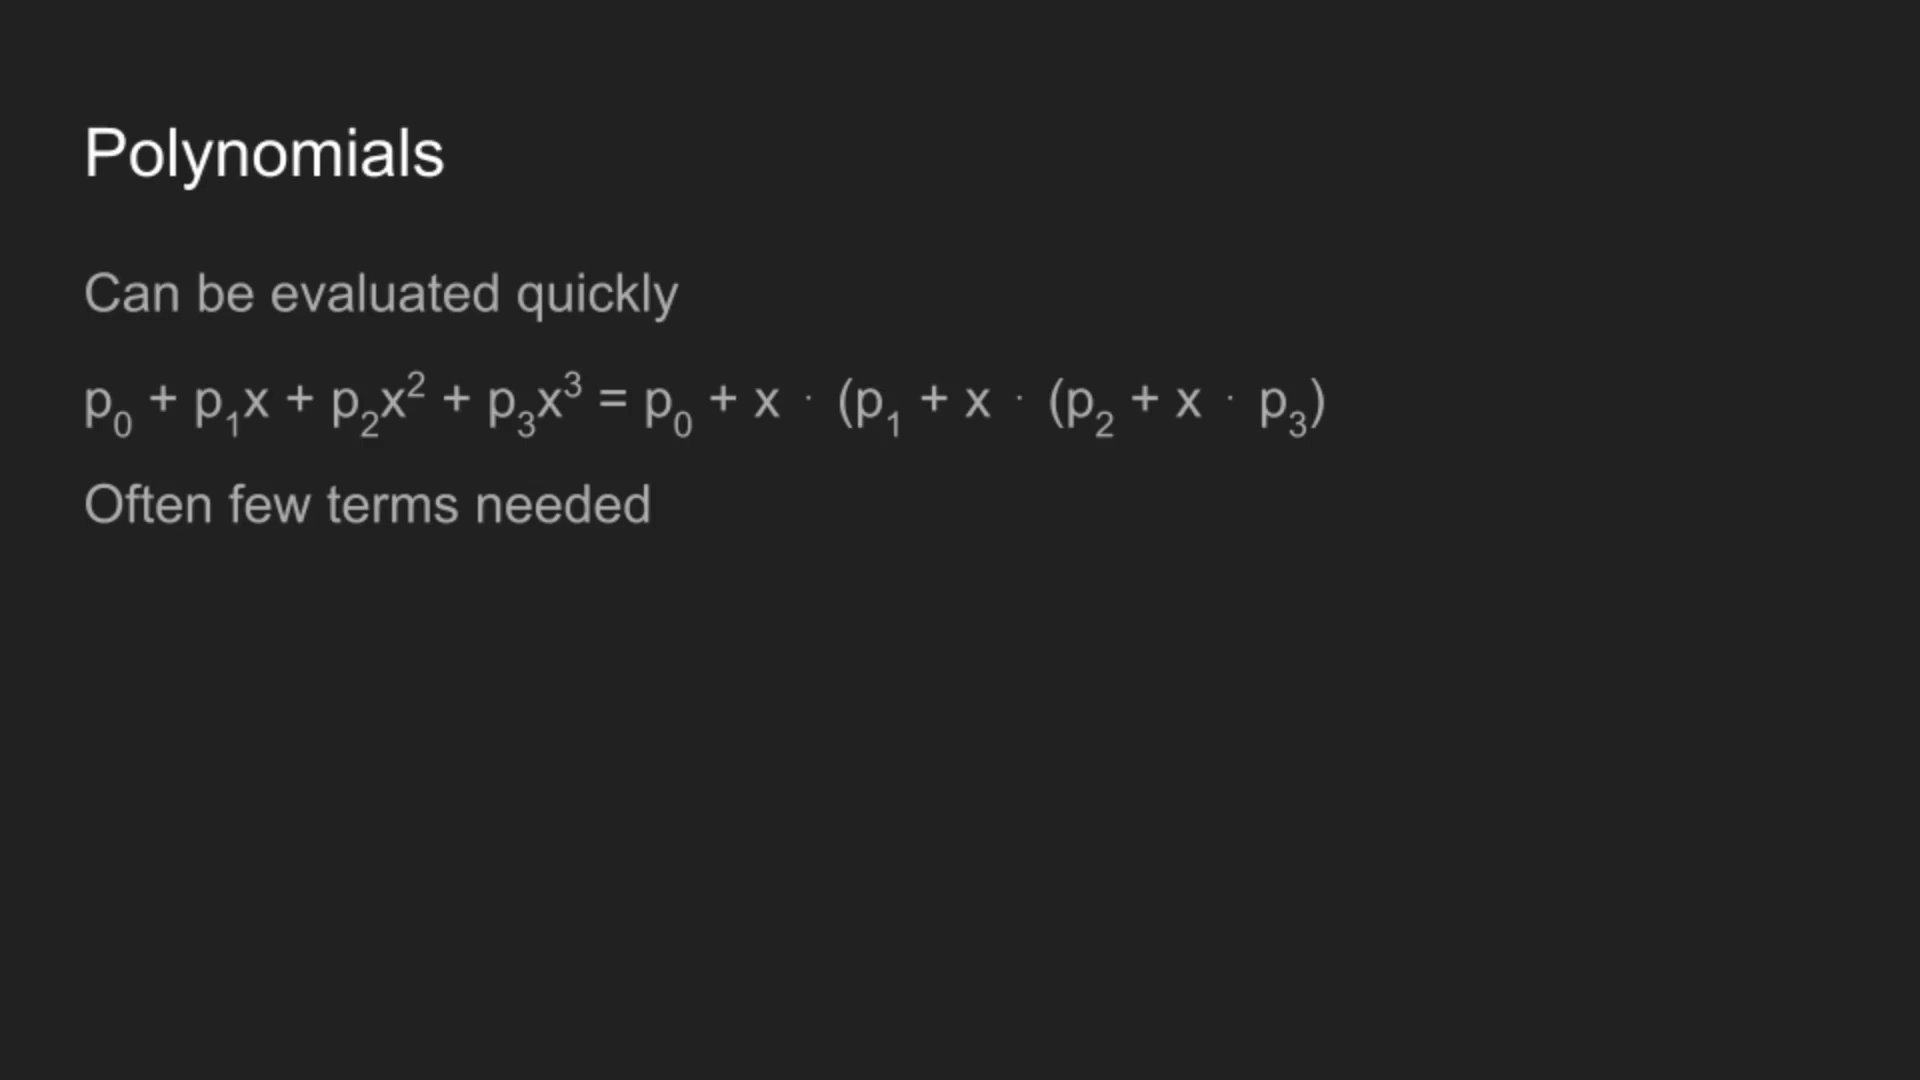 Polynomials
Can be evaluated quickly
p₀ + p₁x + p₂x² + p₃x³ = p₀ + x · (p₁ + x · (p₂ + x · p₃)
Often few terms needed